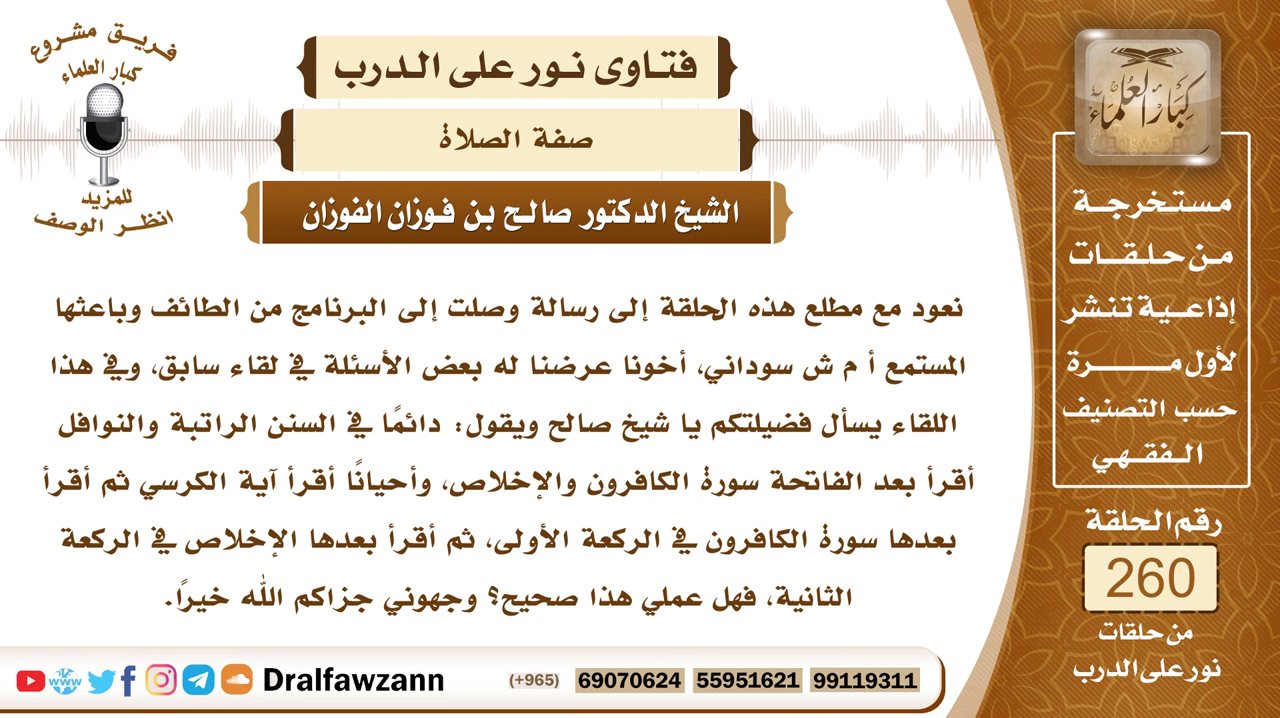 فريق مشروع
كبار العلماء
للمزيد
انظر الوصف
فتاوى نور على الدرب
صفة الصلاة
الشيخ الدكتور صالح بن فوزان الفوزان
نعود مع مطلع هذه الحلقة إلى رسالة وصلت إلى البرنامج من الطائف وباعثها
المستمع أ م ش سوداني، أخونا عرضنا له بعض الأسئلة في لقاء سابق، وفي هذا
اللقاء يسأل فضيلتكم يا شيخ صالح ويقول: دائمًا في السنن الراتبة والنوافل
أقرأ بعد الفاتحة سورة الكافرون والإخلاص، وأحيانًا أقرأ آية الكرسي ثم أقرأ
بعدها سورة الكافرون في الركعة الأولى، ثم أقرأ بعدها الإخلاص في الركعة
الثانية، فهل عملي هذا صحيح؟ وجهوني جزاكم الله خيرًا.
كبار العلماء
مستخرجة
من حلقات
إذاعية تنشر
لأول مرة
حسب التصنيف
الفقهي
رقم الحلقة
260
من حلقات
نور على الدرب
www Dralfawzann (+965) 69070624 55951621 99119311